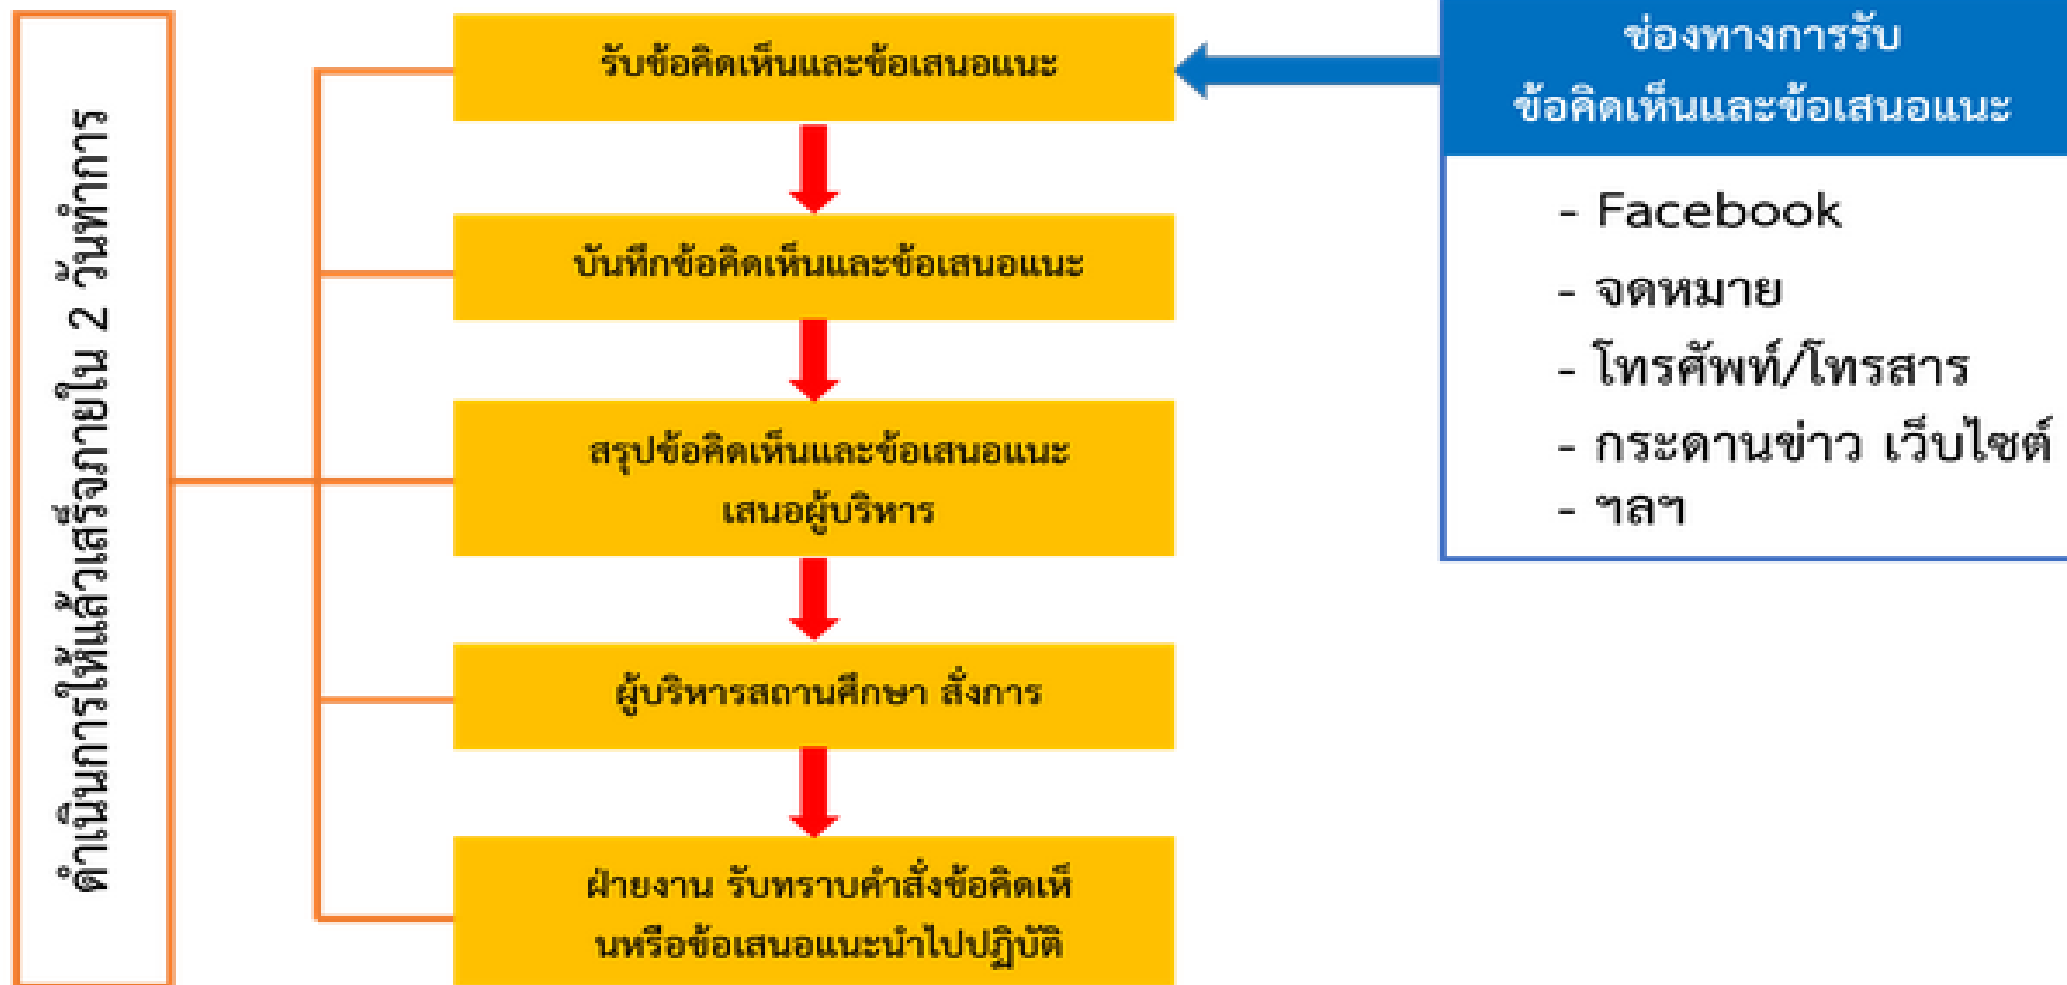 ดำเนินการให้แล้วเสร็จภายใน 2 วันทำการ
รับข้อคิดเห็นและข้อเสนอแนะ
บันทึกข้อคิดเห็นและข้อเสนอแนะ
สรุปข้อคิดเห็นและข้อเสนอแนะ
เสนอผู้บริหาร
ผู้บริหารสถานศึกษา สั่งการ
ฝ่ายงาน รับทราบคำสั่งข้อคิดเห็
นหรือข้อเสนอแนะนำไปปฏิบัติ
ช่องทางการรับ
ข้อคิดเห็นและข้อเสนอแนะ
- Facebook
- จดหมาย
- โทรศัพท์/โทรสาร
- กระดานข่าว เว็บไซต์
- ฯลฯ